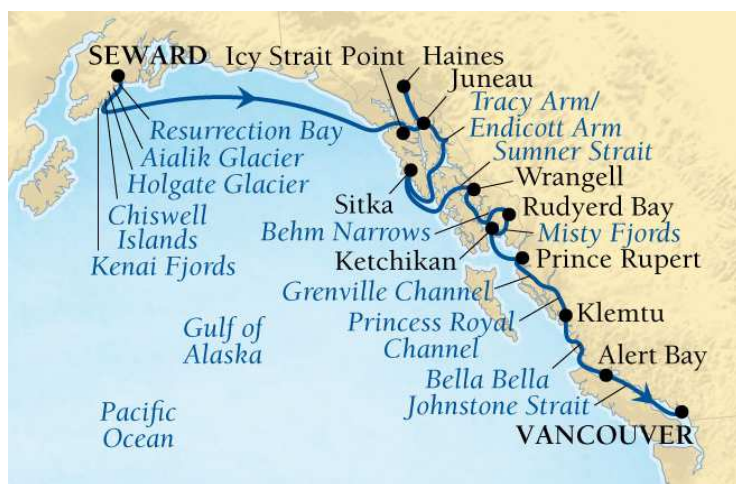 SEWARD
Icy Strait Point
Haines
Juneau
Tracy Arm/
Endicott Arm
Sumner Strait
Resurrection Bay
Aialik Glacier
Holgate Glacier
Chiswell
Islands
Kenai Fjords
Sitka
Wrangell
Rudyerd Bay
Behm Narrows
Misty Fjords
Ketchikan
Prince Rupert
Grenville Channel
Princess Royal
Channel
Klemtu
Gulf of
Alaska
Alert Bay
Bella Bella
Johnstone Strait
Pacific
Ocean
VANCOUVER